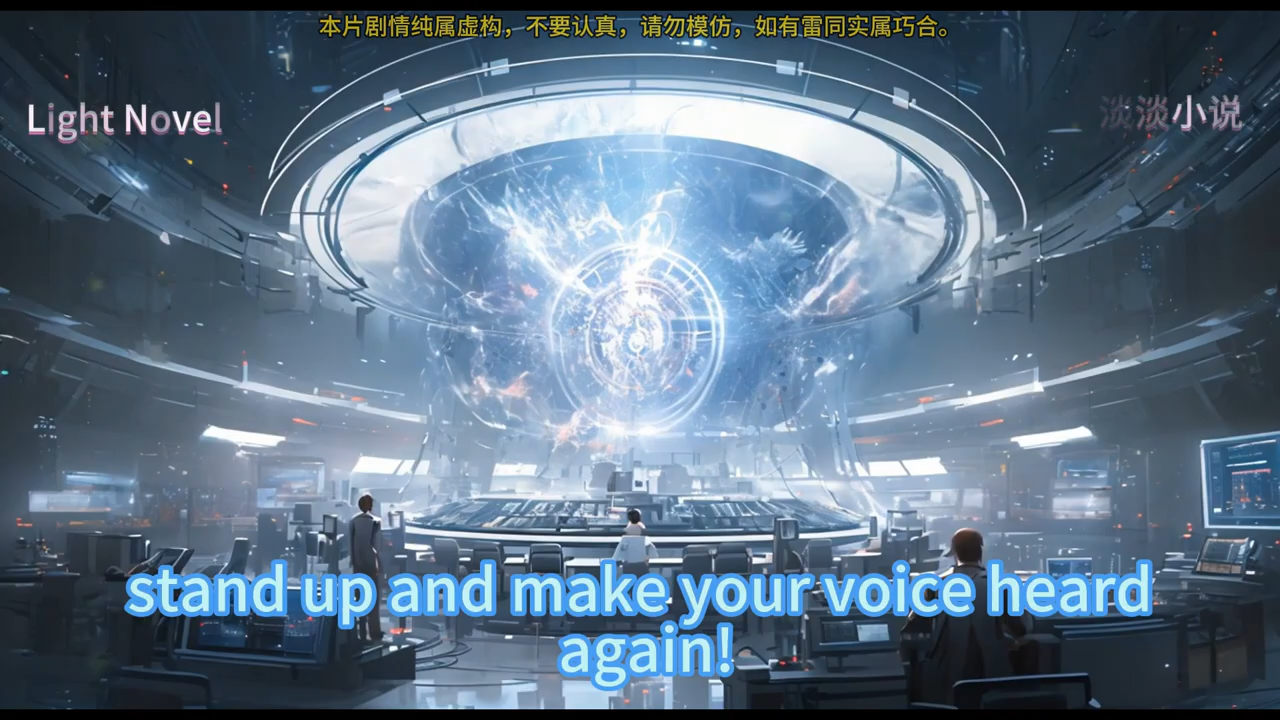 本片剧情纯属虚构，不要认真，请勿模仿，如有雷同实属巧合。
Light Novel
淡淡小说
stand up and make your voice heard
again!